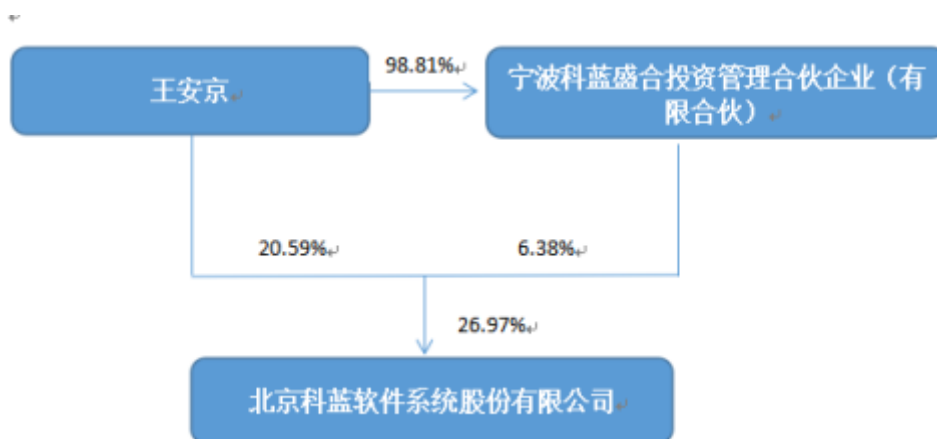 王安京
98.81%
宁波科蓝盛合投资管理合伙企业（有
限合伙）
20.59%
6.38%
26.97%
北京科蓝软件系统股份有限公司